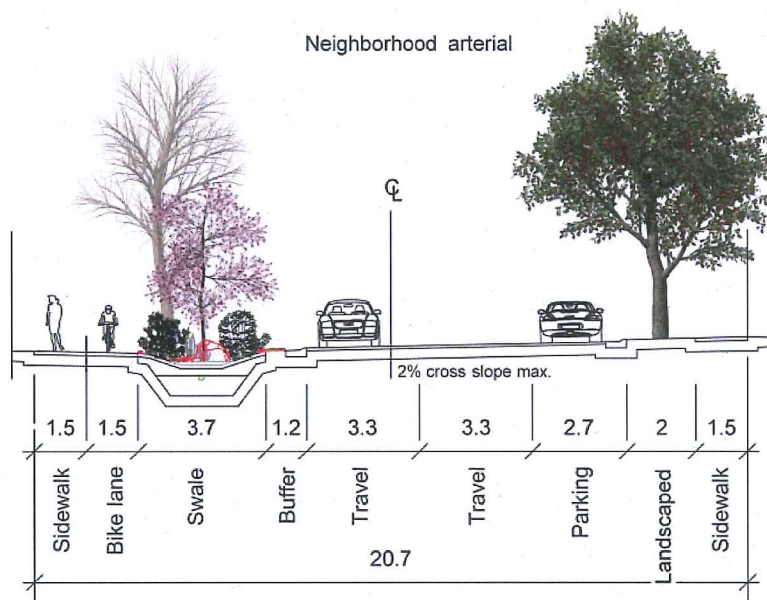 Neighborhood arterial
℄
2% cross slope max.
1.5 1.5 3.7 1.2 3.3 3.3 2.7 2 1.5
Sidewalk
Bike lane
Swale
Buffer
Travel
Travel
Parking
Landscaped
Sidewalk
20.7